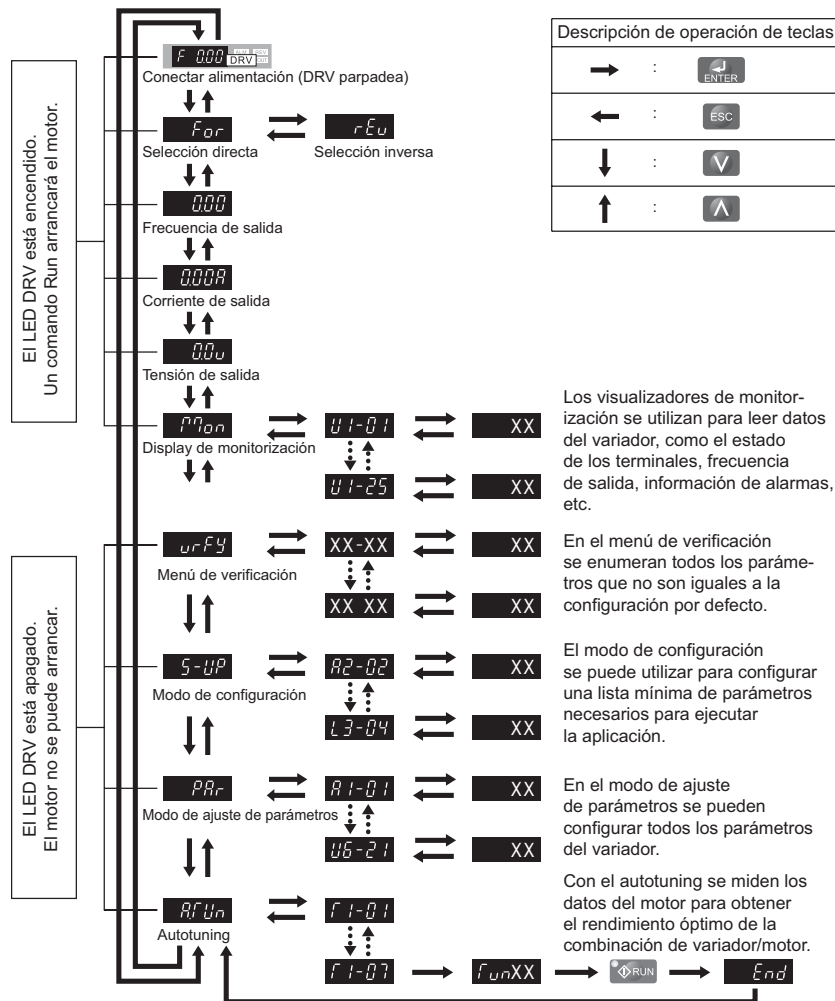 F 0.00 ALM REV DRV OUT
Conectar alimentación (DRV parpadea)
For
rEv
Selección directa
Selección inversa
0.00
Frecuencia de salida
0.00A
Corriente de salida
0.0v
Tensión de salida
Mon
U1-01
XX
Display de monitorización
U1-25
XX
vrFY
XX-XX
XX
Menú de verificación
XX XX
XX
S-UP
A2-02
XX
Modo de configuración
L3-04
XX
PAr
A1-01
XX
Modo de ajuste de parámetros
U6-21
XX
A.TUn
T1-01
Autotuning
T1-07
TunXX
RUN
End
El LED DRV está encendido.
Un comando Run arrancará el motor.
El LED DRV está apagado.
El motor no se puede arrancar.
Descripción de operación de teclas
→ : ENTER
← : ESC
↓ : V
↑ : Λ
Los visualizadores de monitor-
ización se utilizan para leer datos
del variador, como el estado
de los terminales, frecuencia
de salida, información de alarmas,
etc.
En el menú de verificación
se enumeran todos los paráme-
tros que no son iguales a la
configuración por defecto.
El modo de configuración
se puede utilizar para configurar
una lista mínima de parámetros
necesarios para ejecutar
la aplicación.
En el modo de ajuste
de parámetros se pueden
configurar todos los parámetros
del variador.
Con el autotuning se miden los
datos del motor para obtener
el rendimiento óptimo de la
combinación de variador/motor.